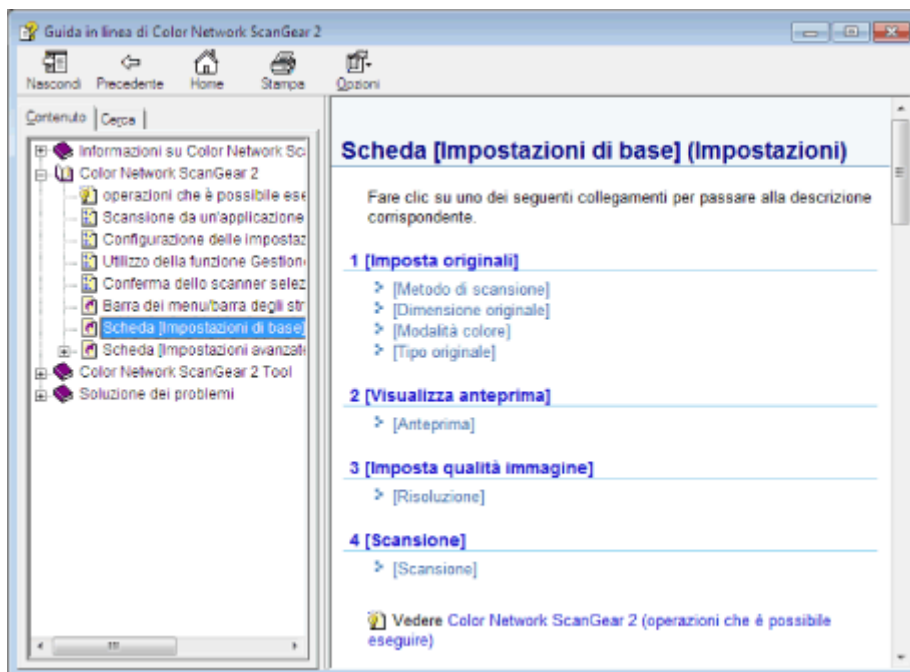 Guida in linea di Color Network ScanGear 2
Nascondi Precedente Home Stampa Opzioni
Contenuto Cerca
Informazioni su Color Network Sc
Color Network ScanGear 2
operazioni che è possibile ese
Scansione da un'applicazione
Configurazione delle impostaz
Utilizzo della funzione Gestion
Conferma dello scanner selez
Barra dei menu/barra degli str
Scheda [Impostazioni di base]
Scheda [Impostazioni avanzate
Color Network ScanGear 2 Tool
Soluzione dei problemi
Scheda [Impostazioni di base] (Impostazioni)
Fare clic su uno dei seguenti collegamenti per passare alla descrizione
corrispondente.
1 [Imposta originali]
[Metodo di scansione]
[Dimensione originale]
[Modalità colore]
[Tipo originale]
2 [Visualizza anteprima]
[Anteprima]
3 [Imposta qualità immagine]
[Risoluzione]
4 [Scansione]
[Scansione]
Vedere Color Network ScanGear 2 (operazioni che è possibile
eseguire)